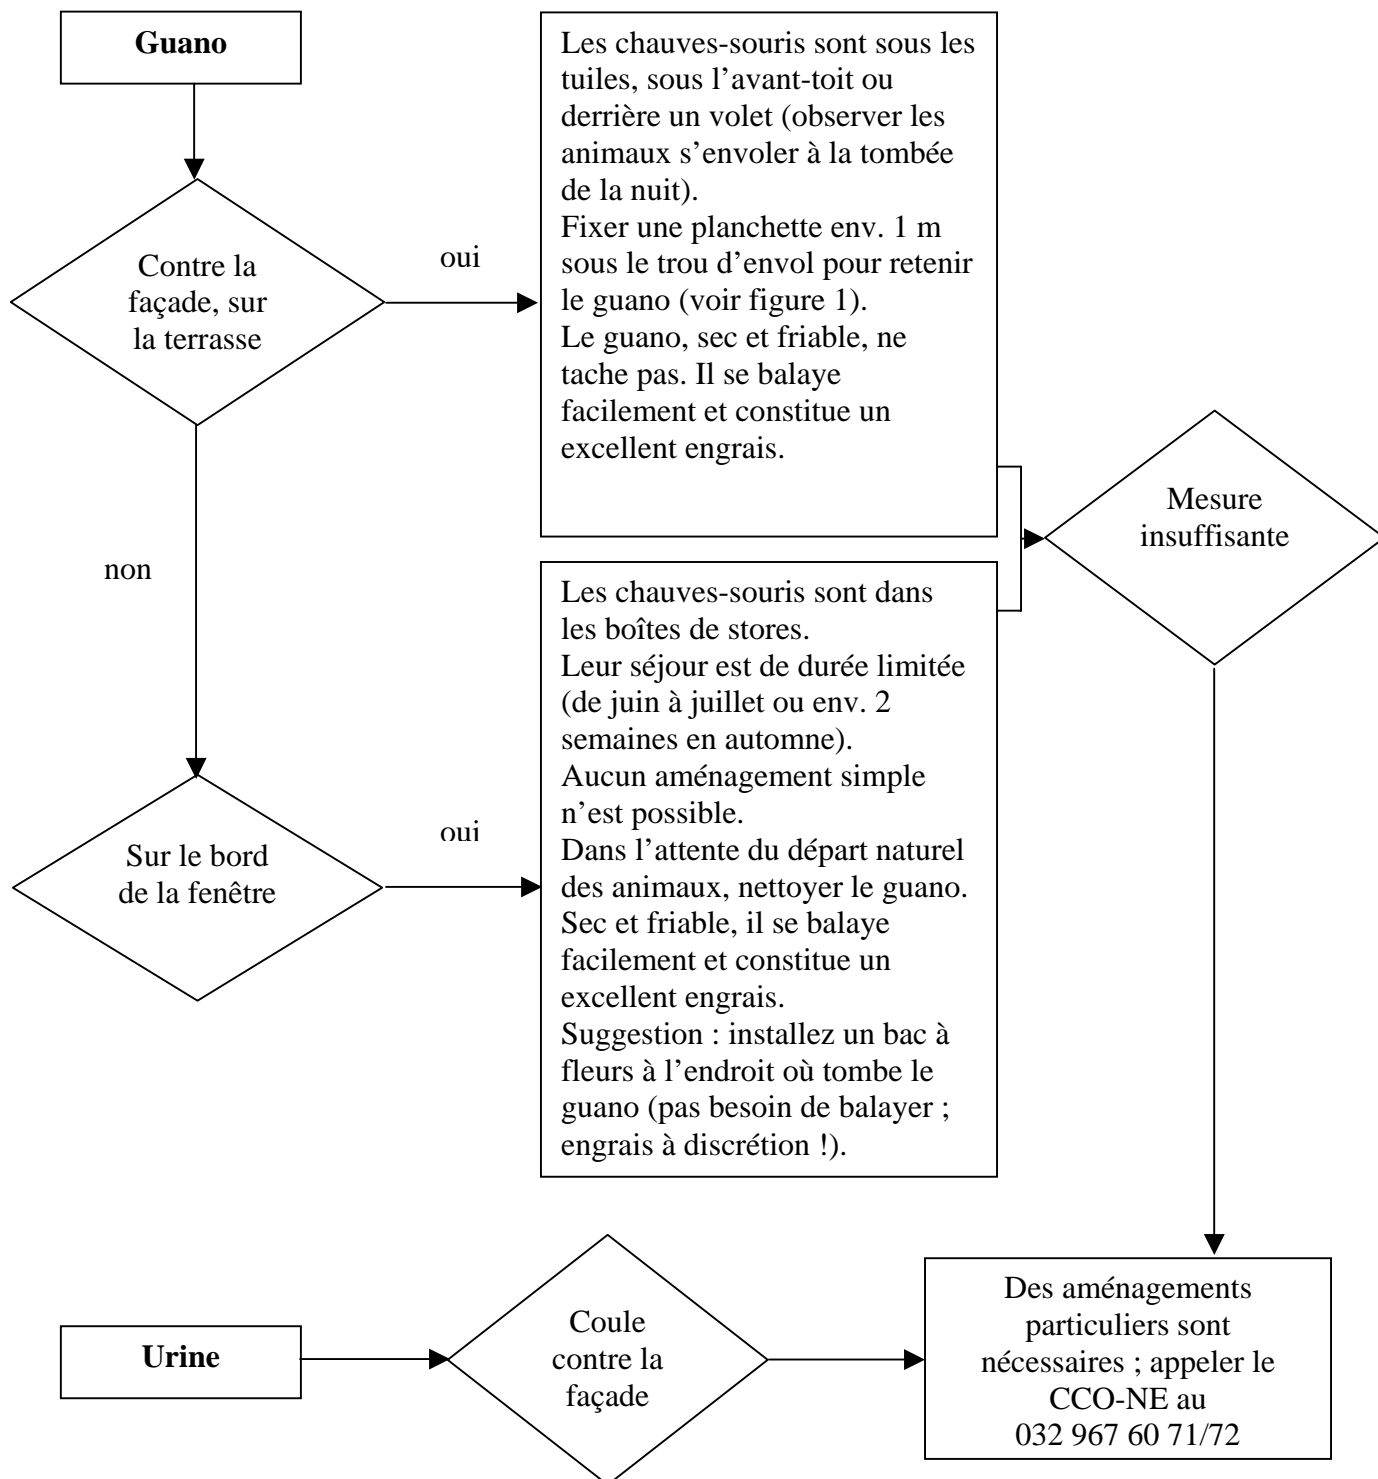 Guano
Les chauves-souris sont sous les
tuiles, sous l’avant-toit ou
derrière un volet (observer les
animaux s’envoler à la tombée
de la nuit).
Fixer une planchette env. 1 m
sous le trou d’envol pour retenir
le guano (voir figure 1).
Le guano, sec et friable, ne
tache pas. Il se balaye
facilement et constitue un
excellent engrais.
Contre la
façade, sur
la terrasse
oui
Mesure
insuffisante
non
Les chauves-souris sont dans
les boîtes de stores.
Leur séjour est de durée limitée
(de juin à juillet ou env. 2
semaines en automne).
Aucun aménagement simple
n’est possible.
Dans l’attente du départ naturel
des animaux, nettoyer le guano.
Sec et friable, il se balaye
facilement et constitue un
excellent engrais.
Suggestion : installez un bac à
fleurs à l’endroit où tombe le
guano (pas besoin de balayer ;
engrais à discrétion !).
Sur le bord
de la fenêtre
oui
Urine
Coule
contre la
façade
Des aménagements
particuliers sont
nécessaires ; appeler le
CCO-NE au
032 967 60 71/72